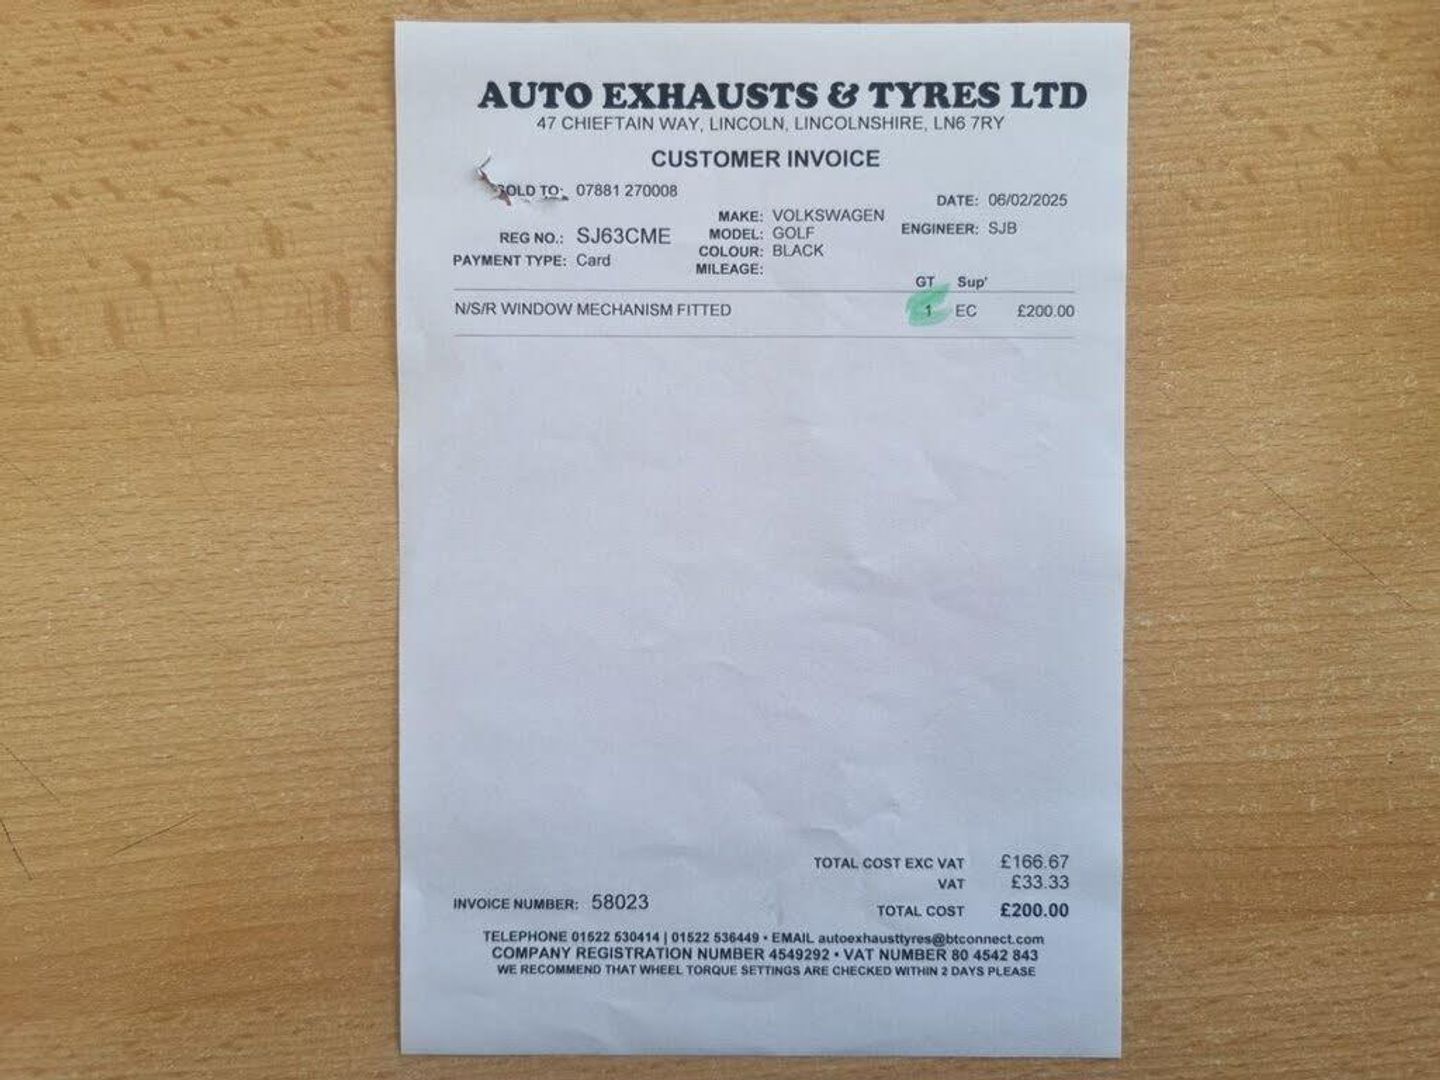 AUTO EXHAUSTS & TYRES LTD
47 CHIEFTAIN WAY, LINCOLN, LINCOLNSHIRE, LN6 7RY
CUSTOMER INVOICE
SOLD TO: 07881 270008
DATE: 06/02/2025
MAKE: VOLKSWAGEN
REG NO.: SJ63CME
MODEL: GOLF
ENGINEER: SJB
COLOUR: BLACK
PAYMENT TYPE: Card
MILEAGE:
GT Sup'
N/S/R WINDOW MECHANISM FITTED 1 EC £200.00
TOTAL COST EXC VAT £166.67
VAT £33.33
INVOICE NUMBER: 58023
TOTAL COST £200.00
TELEPHONE 01522 530414 | 01522 536449 • EMAIL autoexhausttyres@btconnect.com
COMPANY REGISTRATION NUMBER 4549292 • VAT NUMBER 80 4542 843
WE RECOMMEND THAT WHEEL TORQUE SETTINGS ARE CHECKED WITHIN 2 DAYS PLEASE